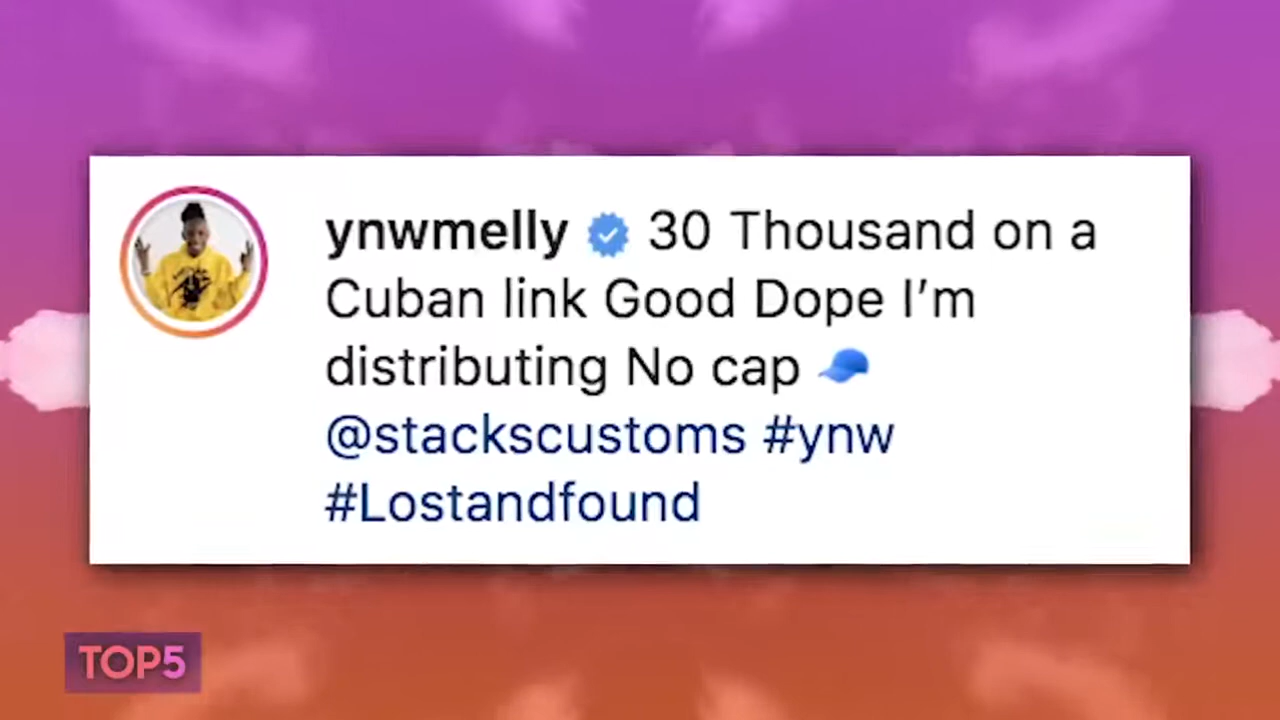 ynwmelly 30 Thousand on a
Cuban link Good Dope I’m
distributing No cap 🧢
@stackscustoms #ynw
#Lostandfound
TOP5